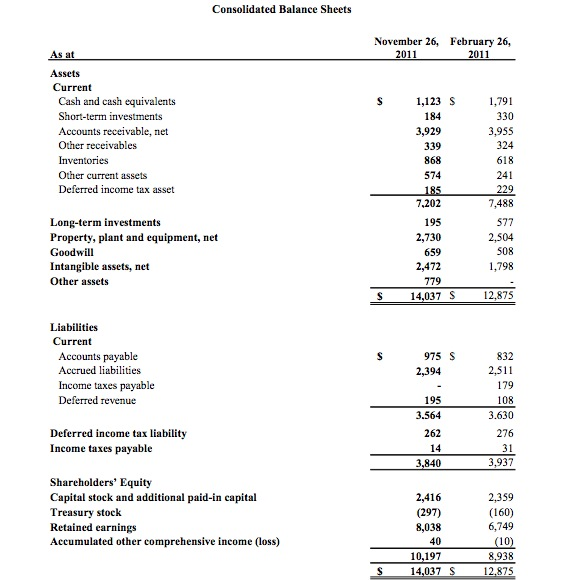 Consolidated Balance Sheets
November 26, February 26,
As at 2011 2011
Assets
Current
Cash and cash equivalents $ 1,123 $ 1,791
Short-term investments 184 330
Accounts receivable, net 3,929 3,955
Other receivables 339 324
Inventories 868 618
Other current assets 574 241
Deferred income tax asset 185 229
7,202 7,488
Long-term investments 195 577
Property, plant and equipment, net 2,730 2,504
Goodwill 659 508
Intangible assets, net 2,472 1,798
Other assets 779 -
$ 14,037 $ 12,875
Liabilities
Current
Accounts payable $ 975 $ 832
Accrued liabilities 2,394 2,511
Income taxes payable - 179
Deferred revenue 195 108
3.564 3.630
Deferred income tax liability 262 276
Income taxes payable 14 31
3,840 3,937
Shareholders' Equity
Capital stock and additional paid-in capital 2,416 2,359
Treasury stock (297) (160)
Retained earnings 8,038 6,749
Accumulated other comprehensive income (loss) 40 (10)
10,197 8,938
$ 14,037 $ 12,875